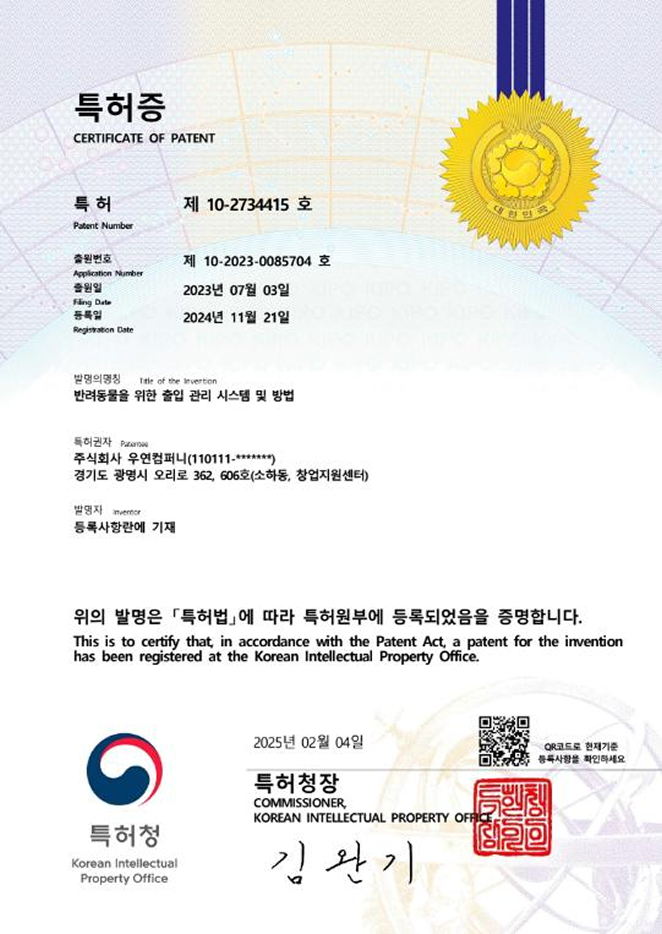 특허증
CERTIFICATE OF PATENT
대한민국
특 허 제 10-2734415 호
Patent Number
출원번호 제 10-2023-0085704 호
Application Number
출원일 2023년 07월 03일
Filing Date
등록일 2024년 11월 21일
Registration Date
발명의명칭 Title of the Invention
반려동물을 위한 출입 관리 시스템 및 방법
특허권자 Patentee
주식회사 우연컴퍼니(110111-*******)
경기도 광명시 오리로 362, 606호(소하동, 창업지원센터)
발명자 Inventor
등록사항란에 기재
위의 발명은 「특허법」에 따라 특허원부에 등록되었음을 증명합니다.
This is to certify that, in accordance with the Patent Act, a patent for the invention
has been registered at the Korean Intellectual Property Office.
2025년 02월 04일
QR코드로 현재기준
등록사항을 확인하세요
특허청장
COMMISSIONER,
KOREAN INTELLECTUAL PROPERTY OFFICE
김완기
특허청
Korean Intellectual
Property Office